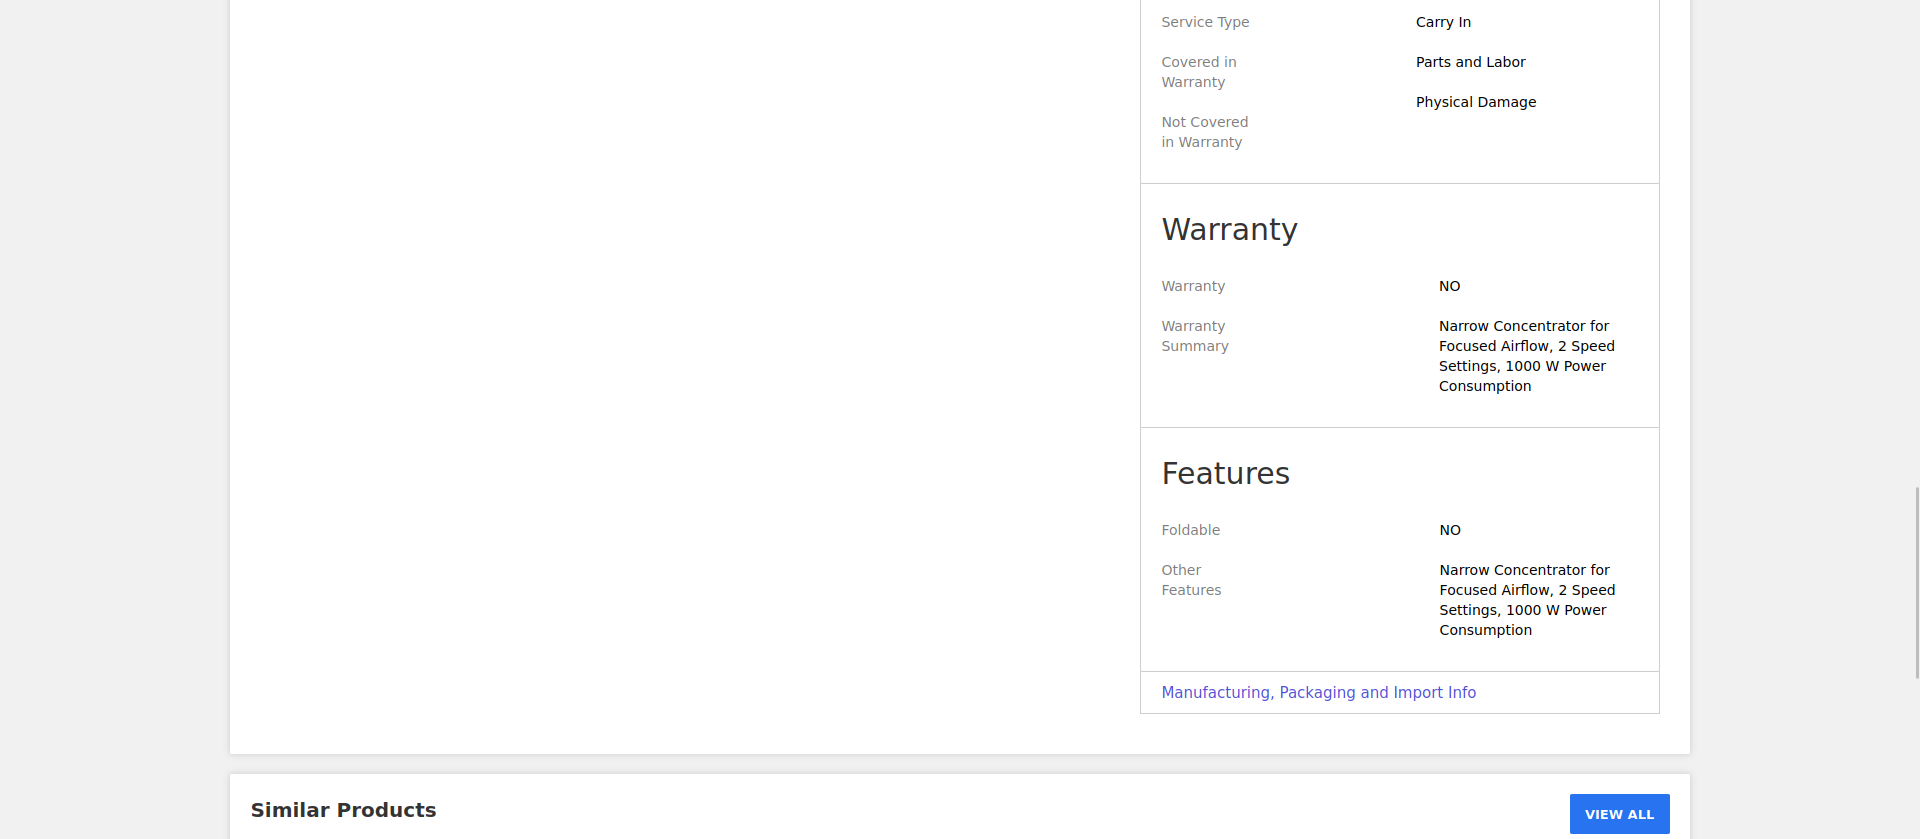 Service Type
Carry In
Covered in
Warranty
Parts and Labor
Not Covered
in Warranty
Physical Damage
Warranty
Warranty
NO
Warranty
Summary
Narrow Concentrator for
Focused Airflow, 2 Speed
Settings, 1000 W Power
Consumption
Features
Foldable
NO
Other
Features
Narrow Concentrator for
Focused Airflow, 2 Speed
Settings, 1000 W Power
Consumption
Manufacturing, Packaging and Import Info
Similar Products
VIEW ALL